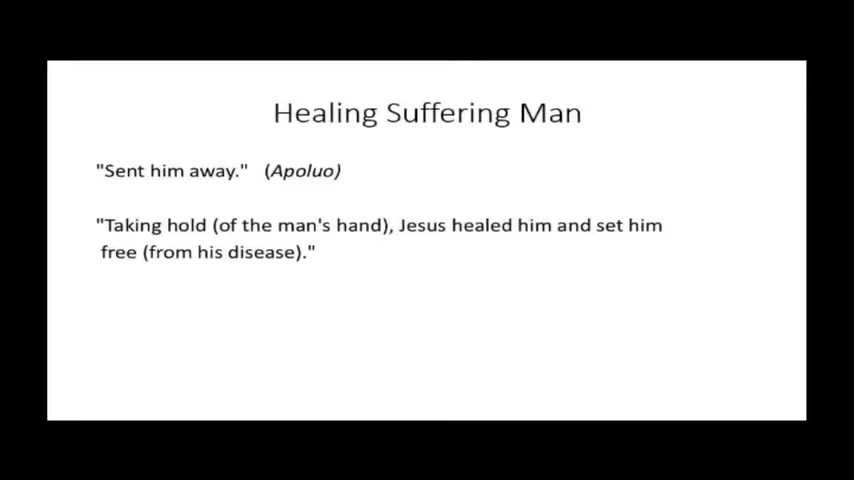 Healing Suffering Man
"Sent him away." (Apoluo)
"Taking hold (of the man's hand), Jesus healed him and set him
free (from his disease)."